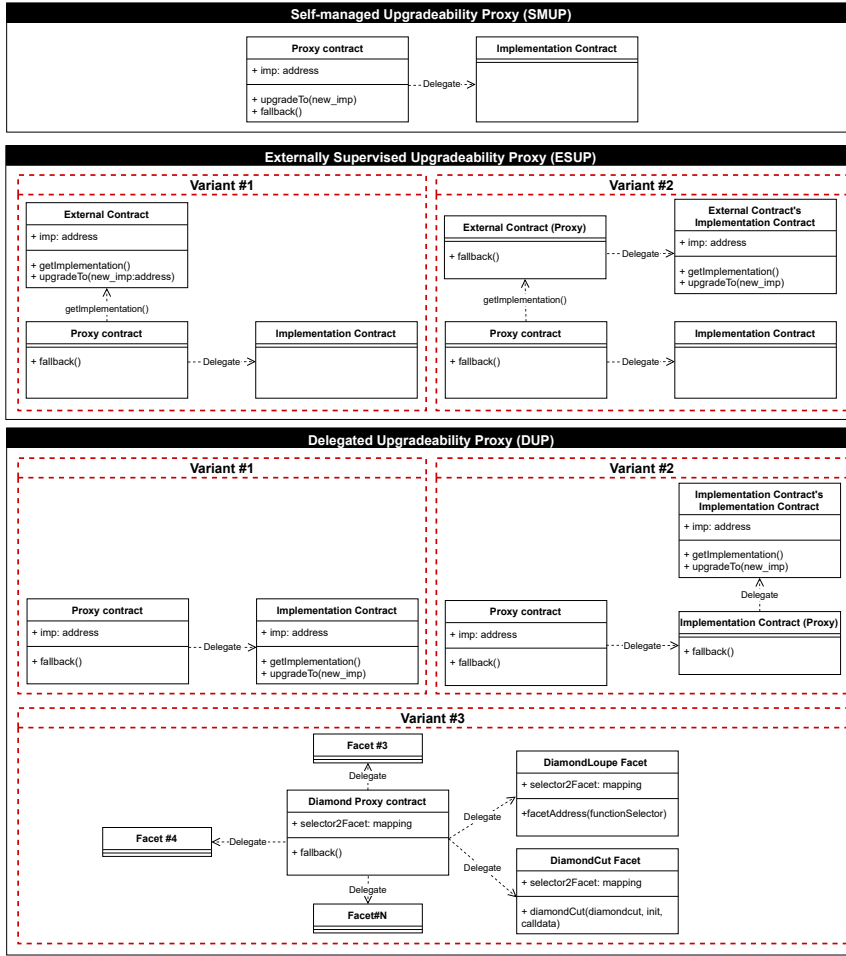 Self-managed Upgradeability Proxy (SMUP)
Proxy contract
+ imp: address
+ upgradeTo(new_imp)
+ fallback()
Delegate
Implementation Contract
Externally Supervised Upgradeability Proxy (ESUP)
Variant #1
External Contract
+ imp: address
+ getImplementation()
+ upgradeTo(new_imp:address)
getImplementation()
Proxy contract
+ fallback()
Delegate
Implementation Contract
Variant #2
External Contract (Proxy)
+ fallback()
Delegate
External Contract's
Implementation Contract
+ imp: address
+ getImplementation()
+ upgradeTo(new_imp)
getImplementation()
Proxy contract
+ fallback()
Delegate
Implementation Contract
Delegated Upgradeability Proxy (DUP)
Variant #1
Proxy contract
+ imp: address
+ fallback()
Delegate
Implementation Contract
+ imp: address
+ getImplementation()
+ upgradeTo(new_imp)
Variant #2
Implementation Contract's
Implementation Contract
+ imp: address
+ getImplementation()
+ upgradeTo(new_imp)
Delegate
Proxy contract
+ imp: address
+ fallback()
Delegate
Implementation Contract (Proxy)
+ fallback()
Variant #3
Facet #3
Delegate
Diamond Proxy contract
+ selector2Facet: mapping
+ fallback()
Facet #4
Delegate
Delegate
Facet#N
Delegate
DiamondLoupe Facet
+ selector2Facet: mapping
+facetAddress(functionSelector)
Delegate
DiamondCut Facet
+ selector2Facet: mapping
+ diamondCut(diamondcut, init,
calldata)